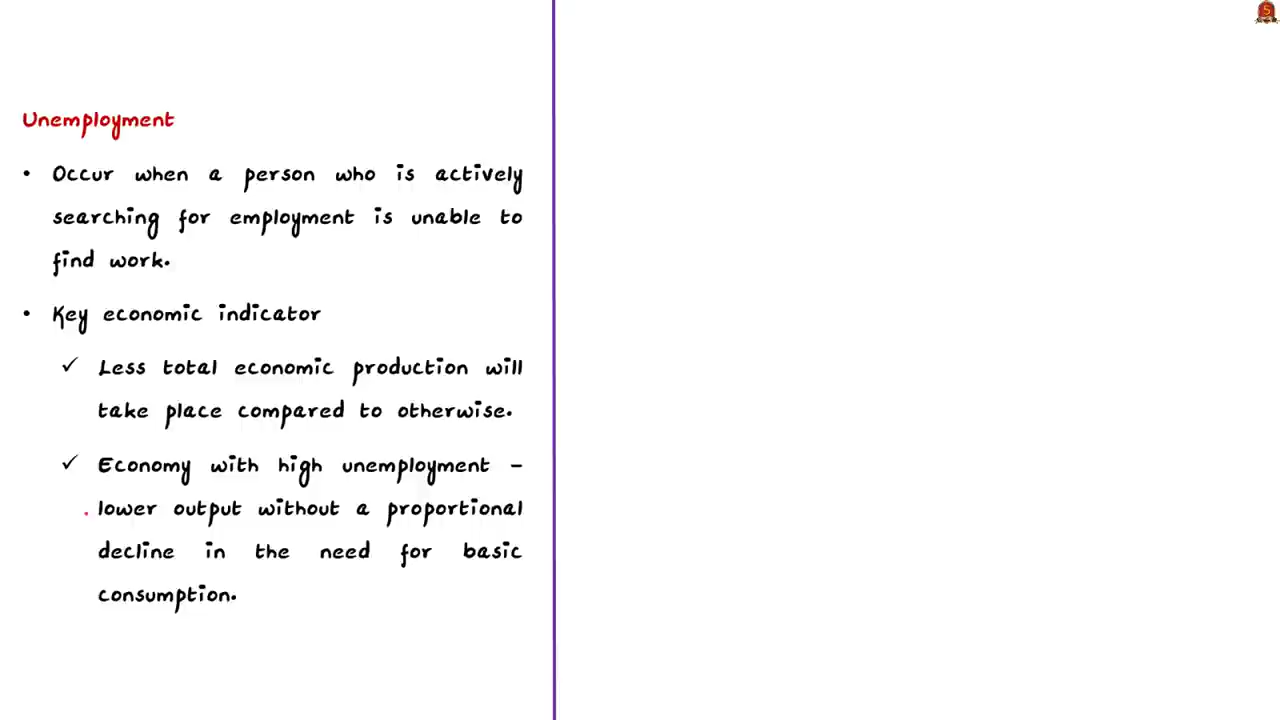 Unemployment
• Occur when a person who is actively
searching for employment is unable to
find work.
• Key economic indicator
✓ Less total economic production will
take place compared to otherwise.
✓ Economy with high unemployment –
lower output without a proportional
decline in the need for basic
consumption.